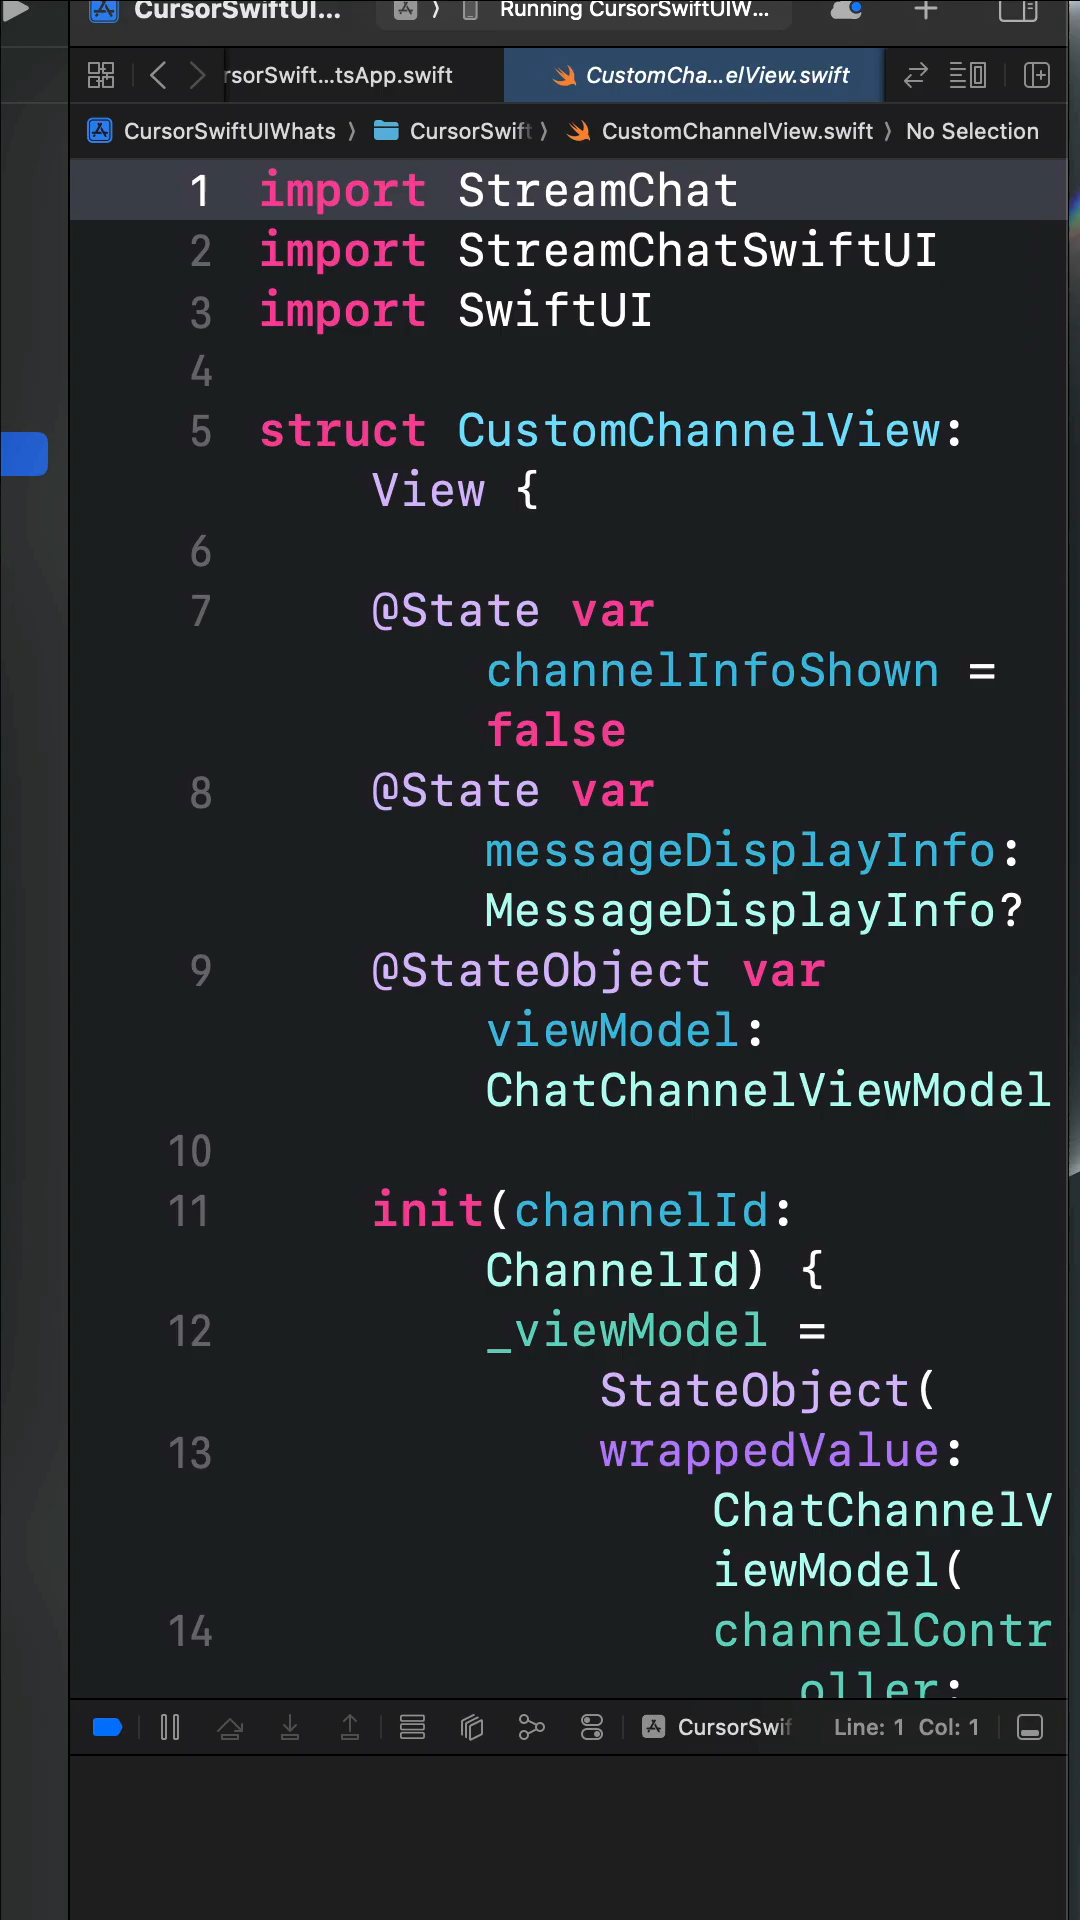 CursorSwiftUI...
Running CursorSwiftUIW...
rsorSwift...tsApp.swift
CustomCha...elView.swift
CursorSwiftUIWhats 〉 CursorSwift 〉 CustomChannelView.swift 〉 No Selection
1 import StreamChat
2 import StreamChatSwiftUI
3 import SwiftUI
4
5 struct CustomChannelView:
View {
6
7 @State var
channelInfoShown =
false
8 @State var
messageDisplayInfo:
MessageDisplayInfo?
9 @StateObject var
viewModel:
ChatChannelViewModel
10
11 init(channelId:
ChannelId) {
12 _viewModel =
StateObject(
13 wrappedValue:
ChatChannelV
iewModel(
14 channelContr
oller:
CursorSwif Line: 1 Col: 1